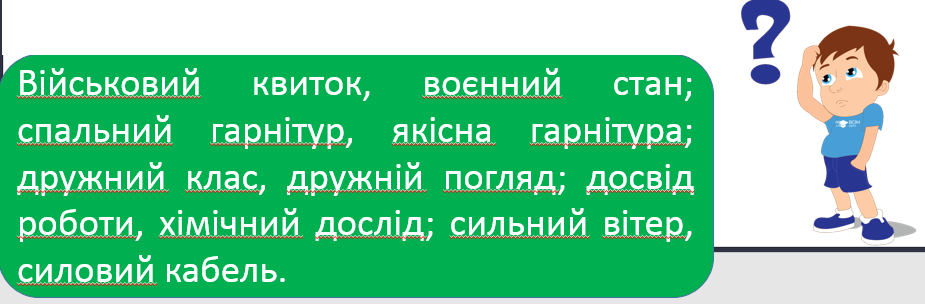 Військовий квиток, воєнний стан;
спальний гарнітур, якісна гарнітура;
дружний клас, дружній погляд; досвід
роботи, хімічний дослід; сильний вітер,
силовий кабель.
?